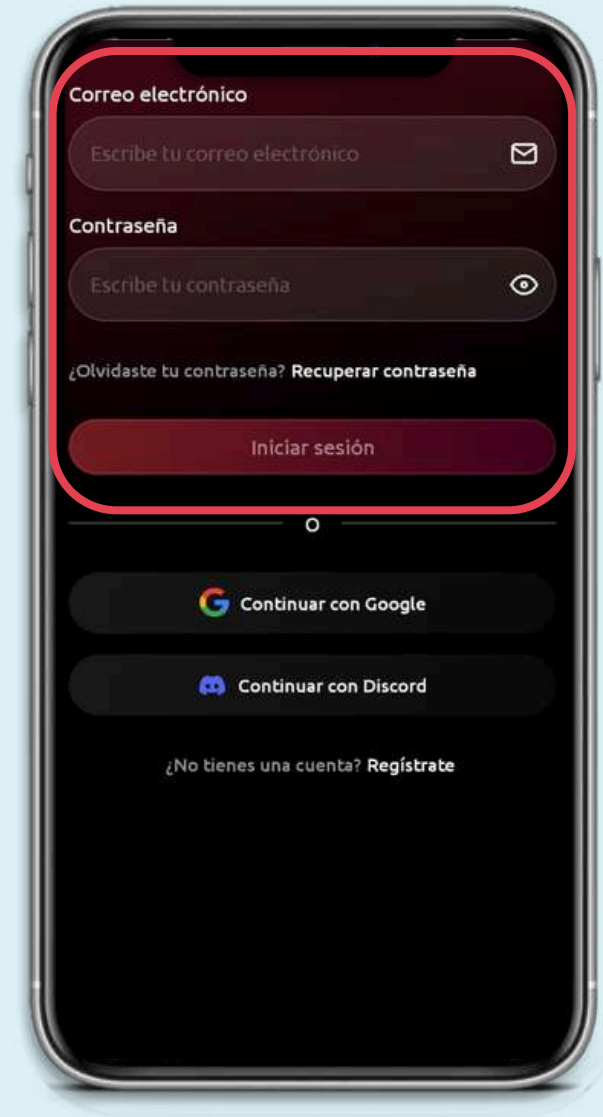 Correo electrónico
Escribe tu correo electrónico
Contraseña
Escribe tu contraseña
¿Olvidaste tu contraseña? Recuperar contraseña
Iniciar sesión
O
Continuar con Google
Continuar con Discord
¿No tienes una cuenta? Regístrate